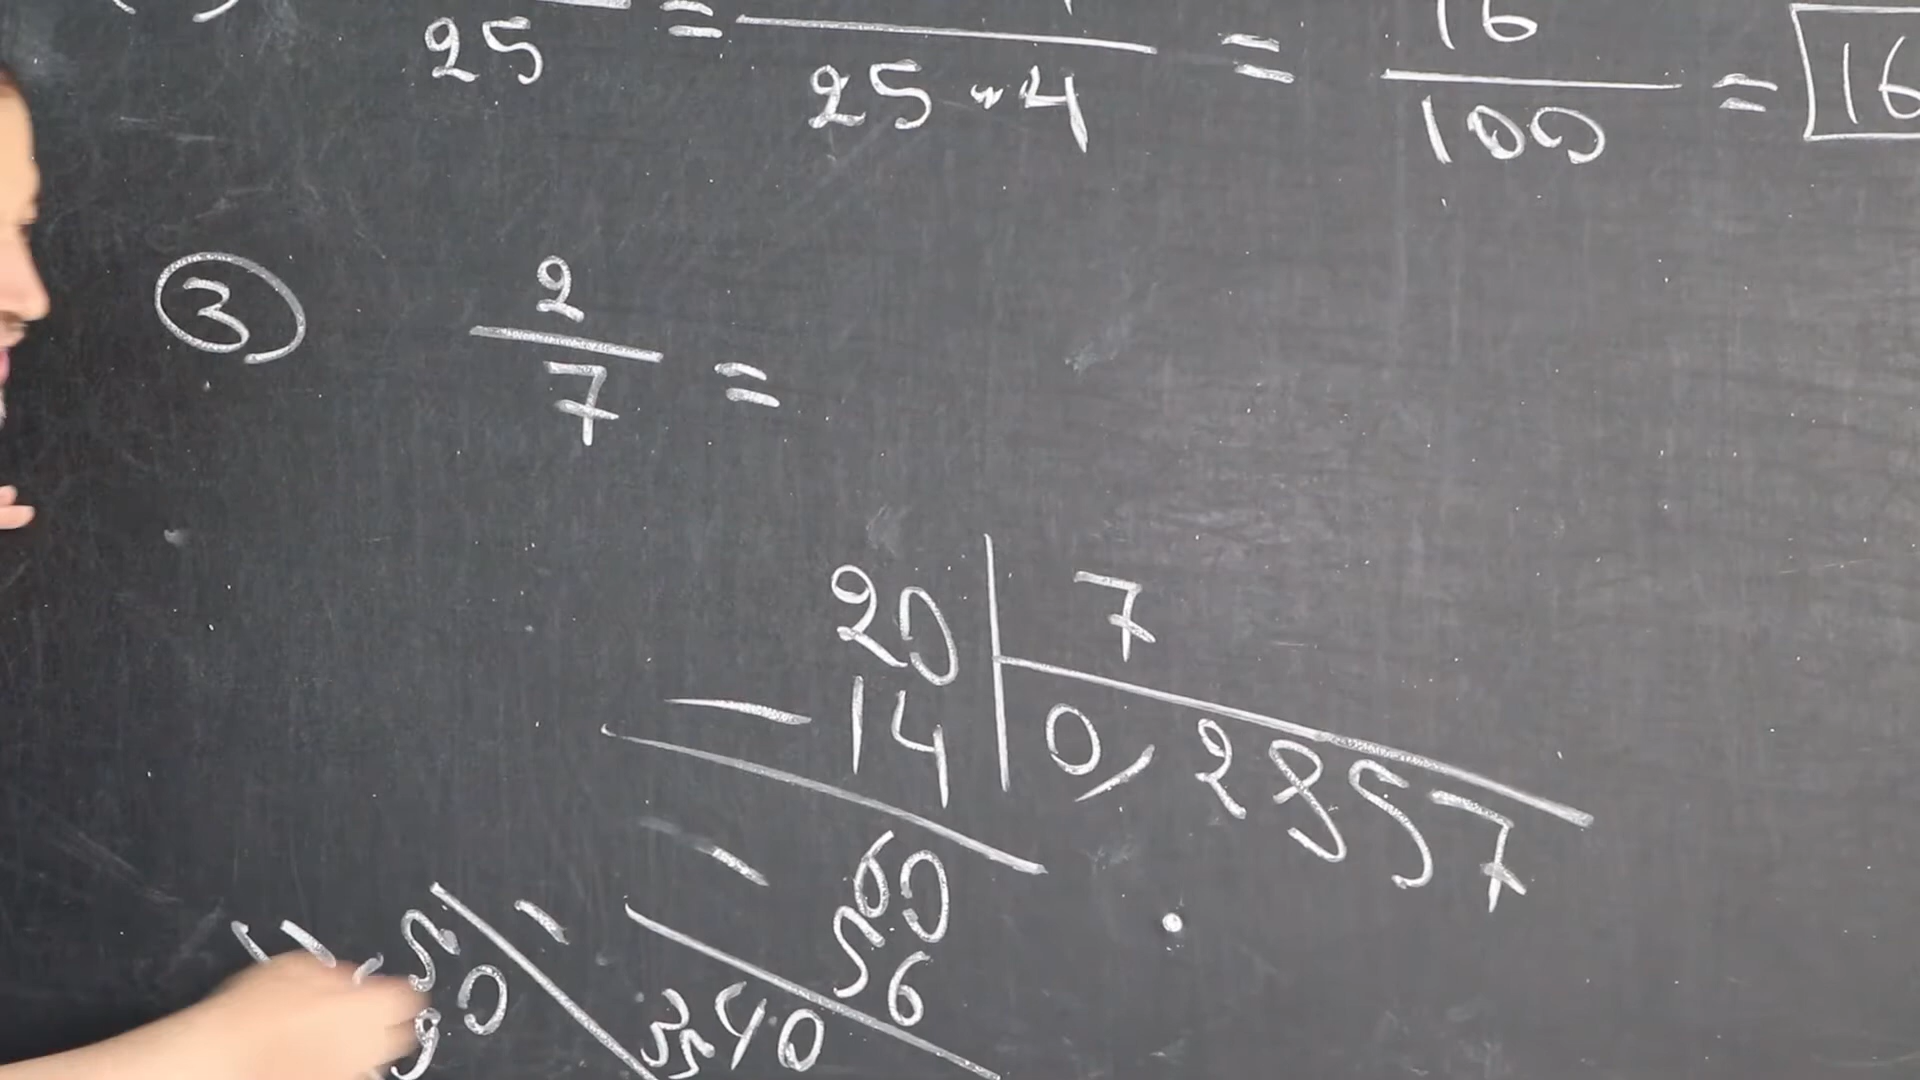 25 = 25 · 4 = 16/100 = 16
③ 2/7 =
20 | 7
- 14 | 0,2857
- 60
56
- 40
35
50